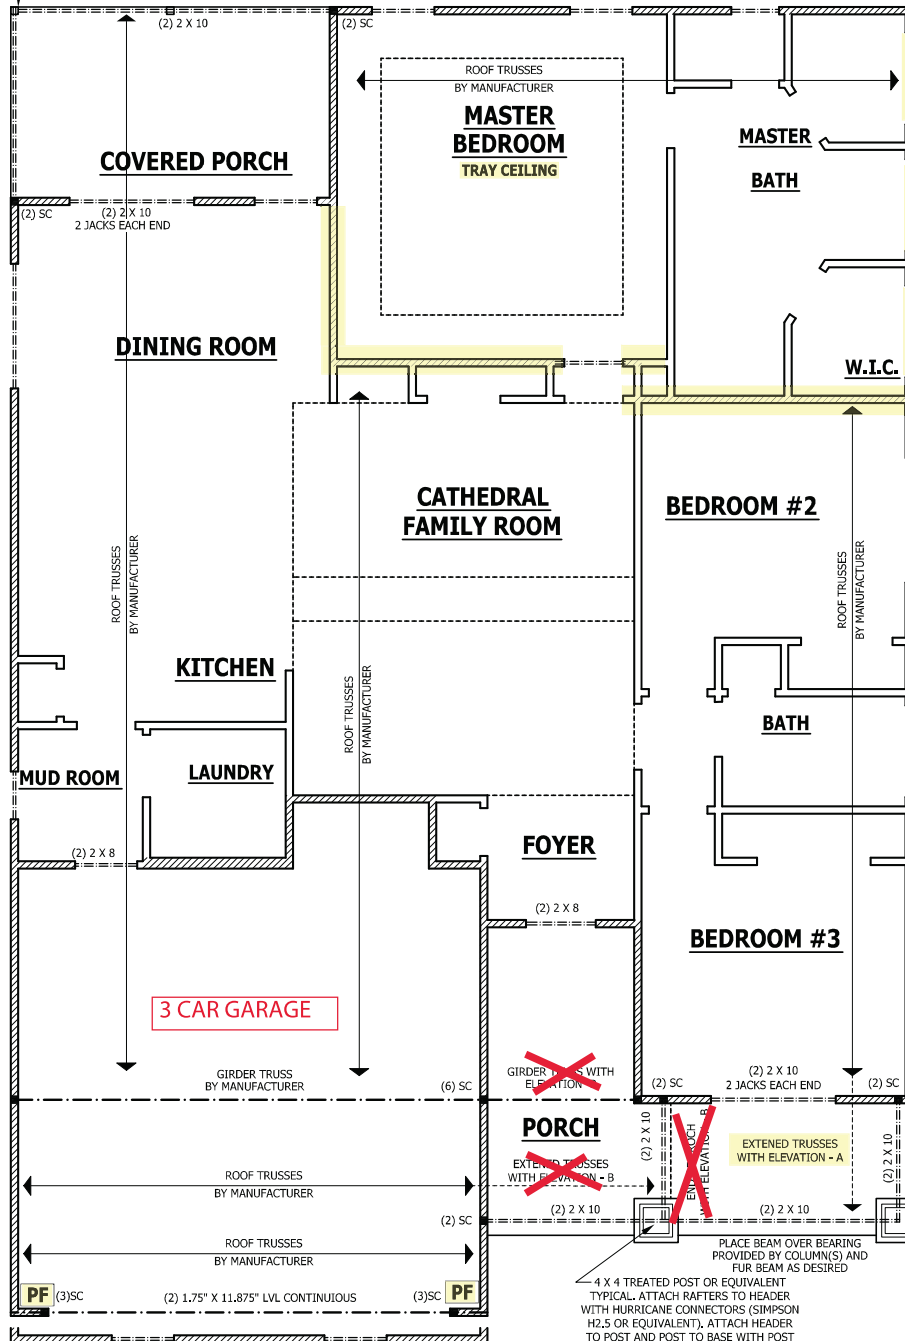 (2) 2 X 10
(2) SC
ROOF TRUSSES
BY MANUFACTURER
MASTER
BEDROOM
TRAY CEILING
MASTER
BATH
COVERED PORCH
(2) SC
(2) 2 X 10
2 JACKS EACH END
DINING ROOM
W.I.C.
CATHEDRAL
FAMILY ROOM
BEDROOM #2
ROOF TRUSSES
BY MANUFACTURER
ROOF TRUSSES
BY MANUFACTURER
KITCHEN
ROOF TRUSSES
BY MANUFACTURER
BATH
MUD ROOM
LAUNDRY
(2) 2 X 8
FOYER
(2) 2 X 8
BEDROOM #3
3 CAR GARAGE
GIRDER TRUSS
BY MANUFACTURER
(6) SC
GIRDER WITH
(2) SC
(2) 2 X 10
2 JACKS EACH END
(2) SC
PORCH
(2) 2 X 10
EXTENED TRUSSES
WITH ELEVATION - B
WITH ELEVATION - B
EXTENED TRUSSES
WITH ELEVATION - A
(2) 2 X 10
ROOF TRUSSES
BY MANUFACTURER
(2) SC
(2) 2 X 10
(2) 2 X 10
ROOF TRUSSES
BY MANUFACTURER
PLACE BEAM OVER BEARING
PROVIDED BY COLUMN(S) AND
FUR BEAM AS DESIRED
PF
(3)SC
(2) 1.75" X 11.875" LVL CONTINUIOUS
(3)SC
PF
4 X 4 TREATED POST OR EQUIVALENT
TYPICAL. ATTACH RAFTERS TO HEADER
WITH HURRICANE CONNECTORS (SIMPSON
H2.5 OR EQUIVALENT). ATTACH HEADER
TO POST AND POST TO BASE WITH POST